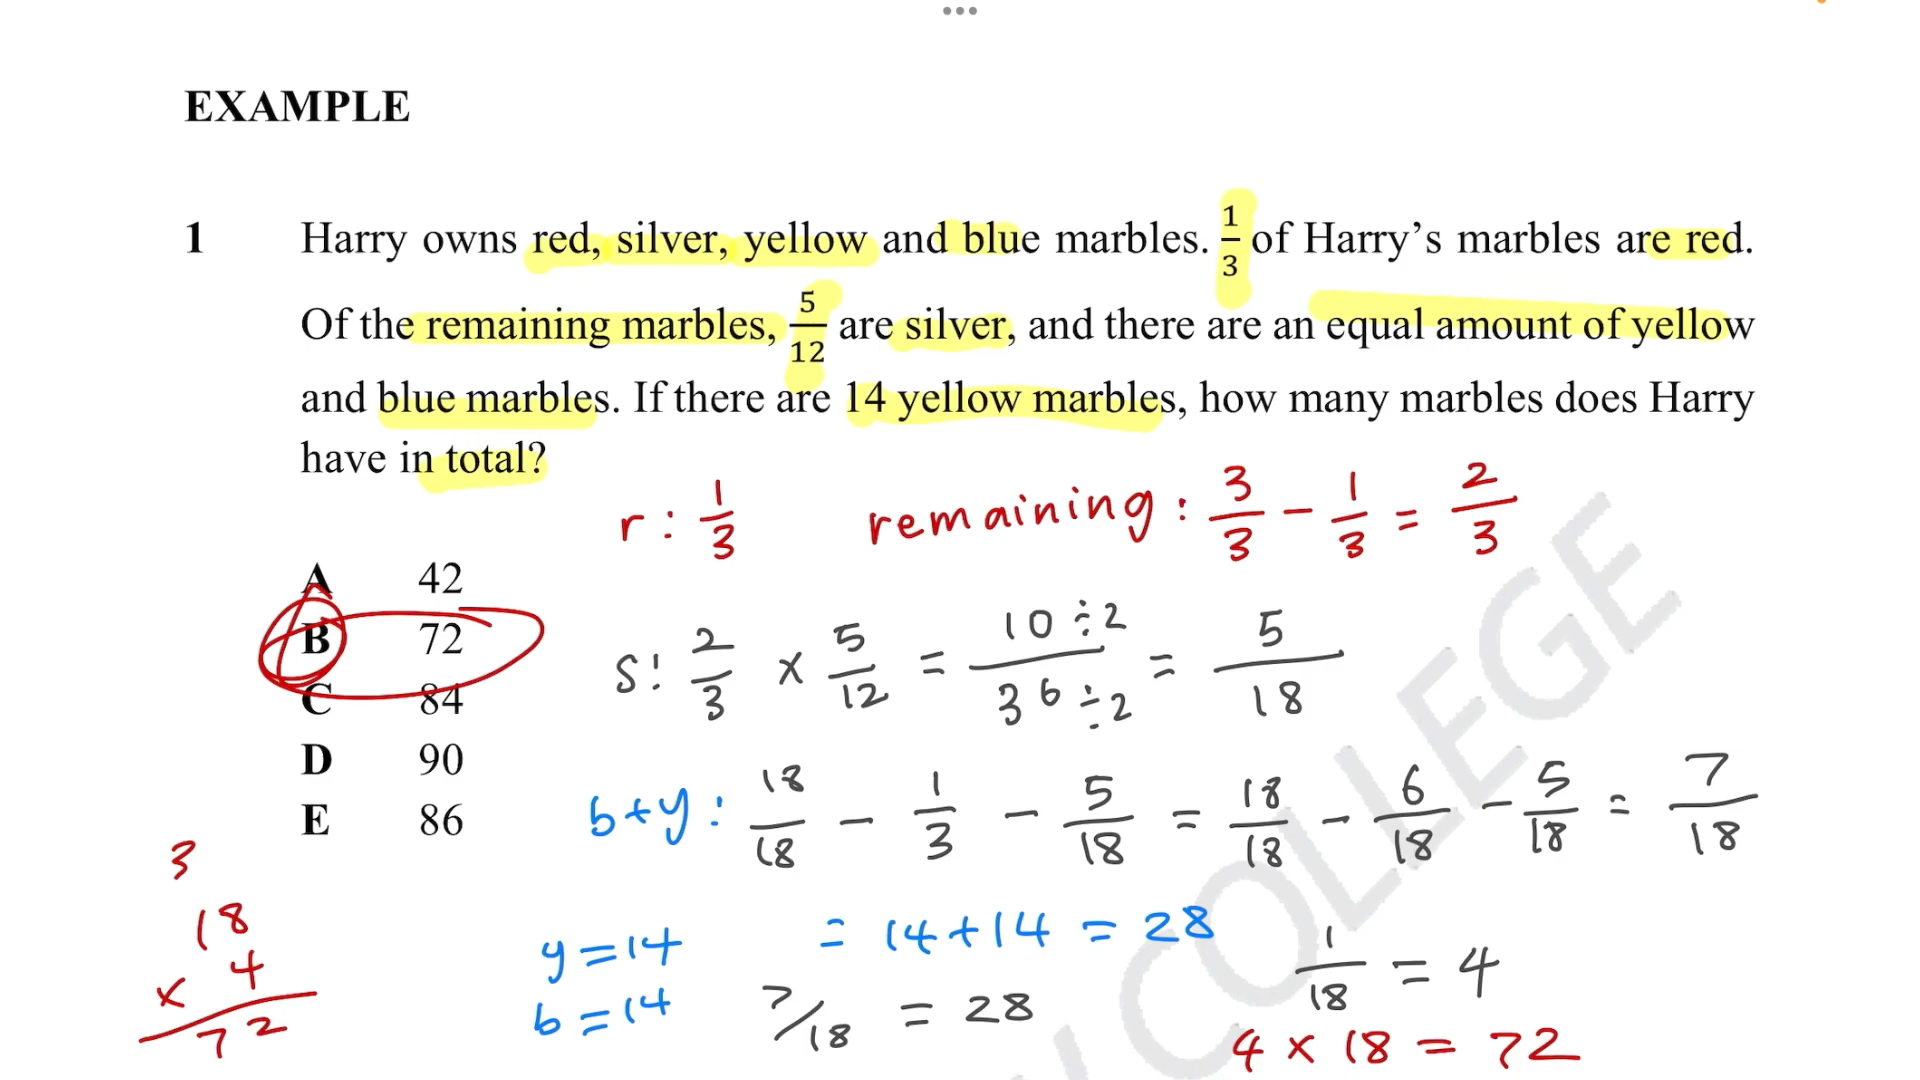 EXAMPLE
1 Harry owns red, silver, yellow and blue marbles. 1/3 of Harry's marbles are red.
Of the remaining marbles, 5/12 are silver, and there are an equal amount of yellow
and blue marbles. If there are 14 yellow marbles, how many marbles does Harry
have in total?
r: 1/3 remaining: 3/3 - 1/3 = 2/3
A 42
B 72
C 84
D 90
E 86
S: 2/3 × 5/12 = 10÷2/36÷2 = 5/18
b+y: 18/18 - 1/3 - 5/18 = 18/18 - 6/18 - 5/18 = 7/18
= 14+14 = 28
y=14
b=14
7/18 = 28
1/18 = 4
4 × 18 = 72
3
18
× 4
72
COLLEGE